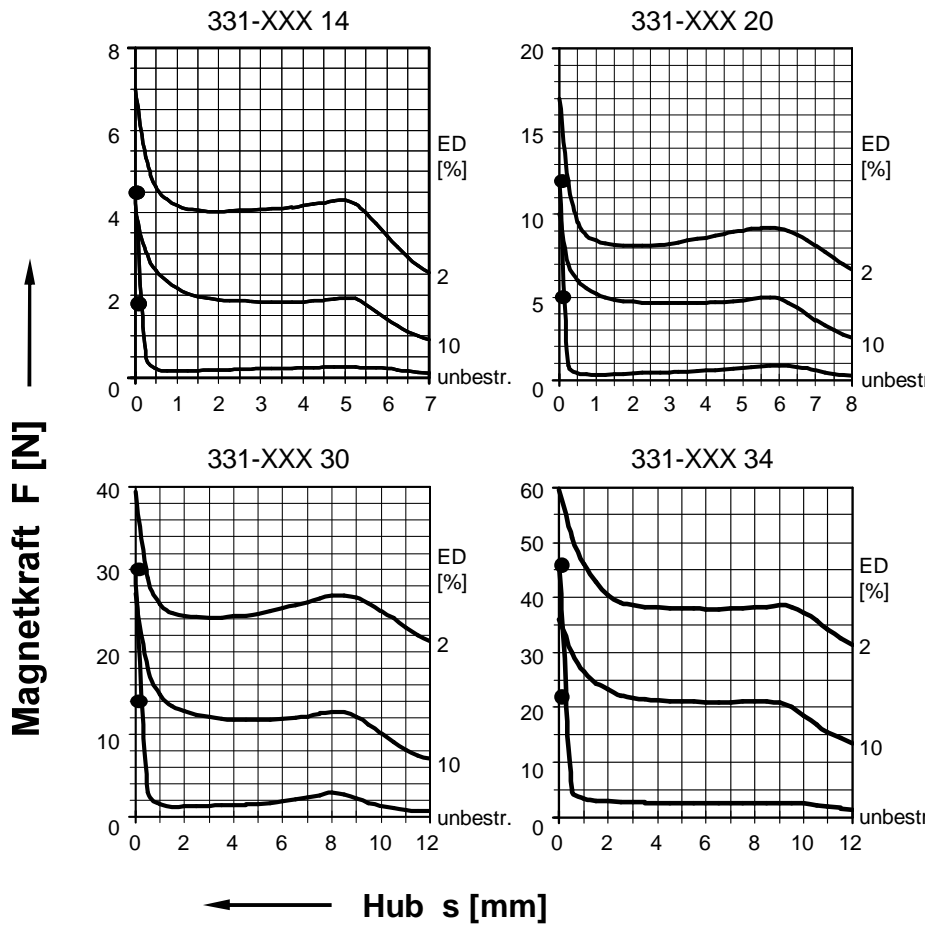 331-XXX 14
8
6
4
2
0
0 1 2 3 4 5 6 7
ED
[%]
2
10
unbestr.
331-XXX 20
20
15
10
5
0
0 1 2 3 4 5 6 7 8
ED
[%]
2
10
unbestr
Magnetkraft F [N]
331-XXX 30
40
30
20
10
0
0 2 4 6 8 10 12
ED
[%]
2
10
unbestr.
331-XXX 34
60
50
40
30
20
10
0
0 2 4 6 8 10 12
ED
[%]
2
10
unbestr
Hub s [mm]